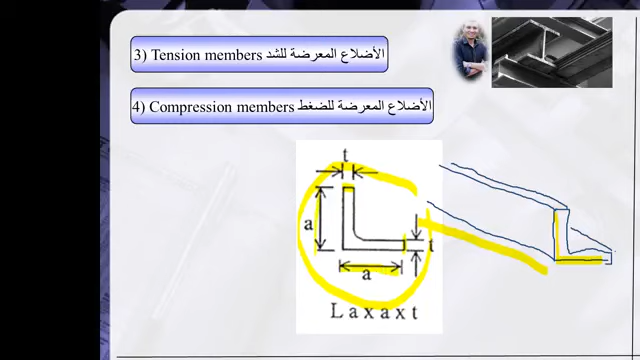 3) Tension members الأضلاع المعرضة للشد
4) Compression members الأضلاع المعرضة للضغط
t
a
t
a
L a x a x t